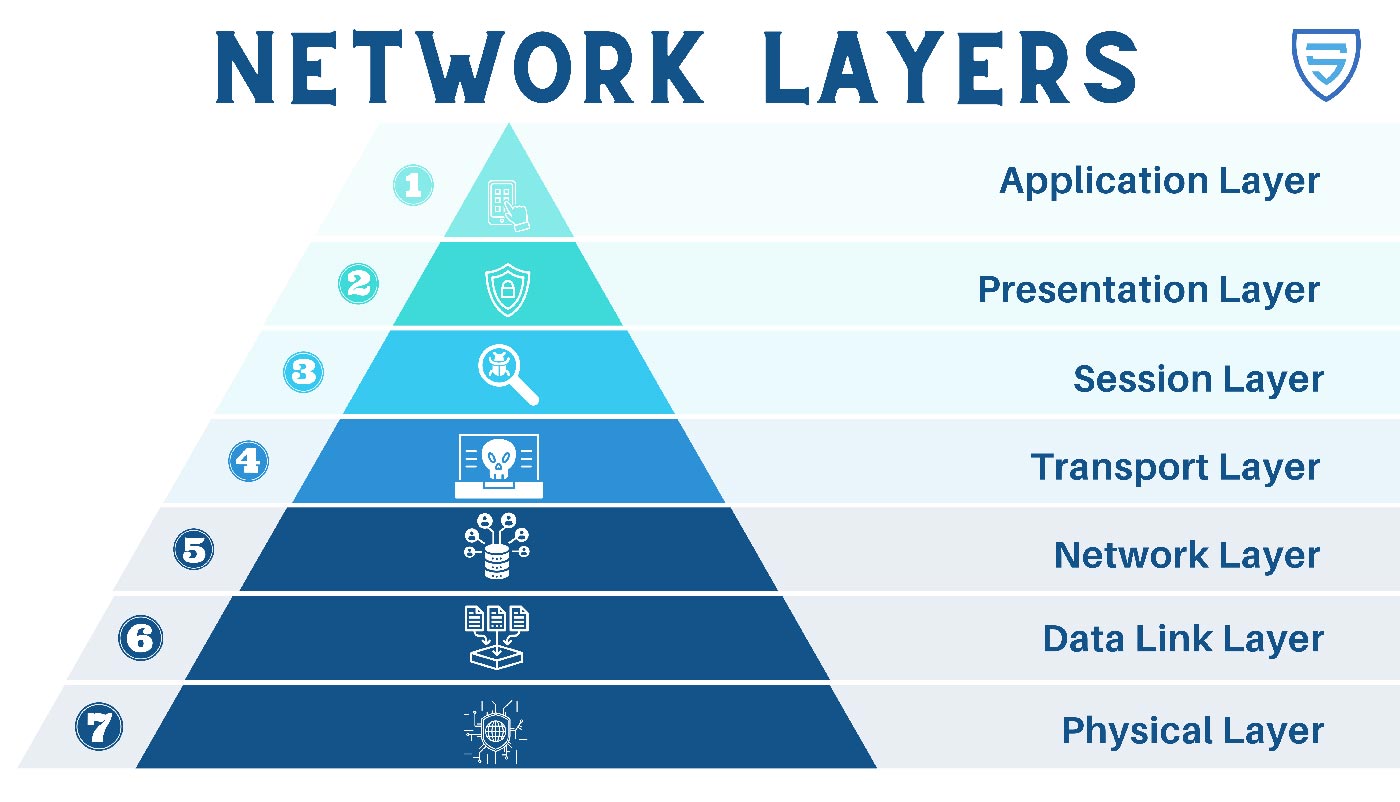 NETWORK LAYERS
1 Application Layer
2 Presentation Layer
3 Session Layer
4 Transport Layer
5 Network Layer
6 Data Link Layer
7 Physical Layer